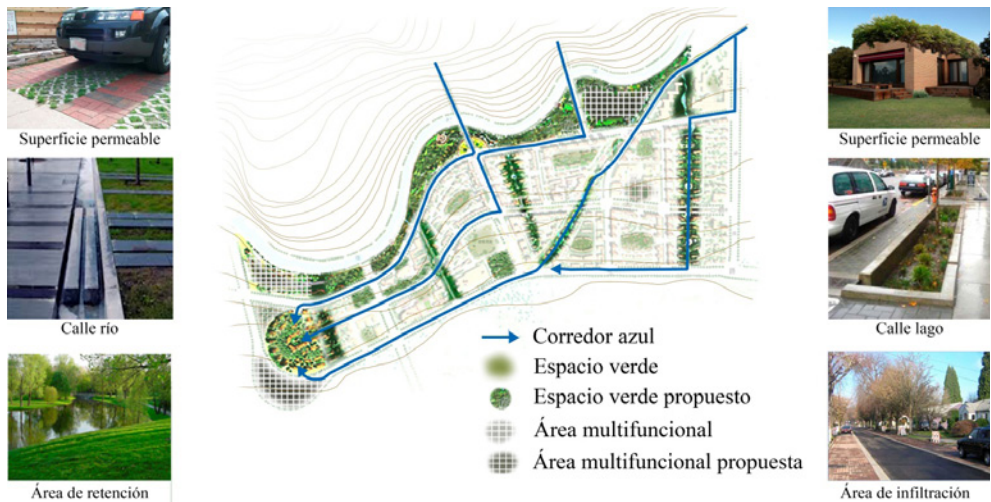 Superficie permeable
Calle río
Área de retención
Corredor azul
Espacio verde
Espacio verde propuesto
Área multifuncional
Área multifuncional propuesta
Superficie permeable
Calle lago
Área de infiltración